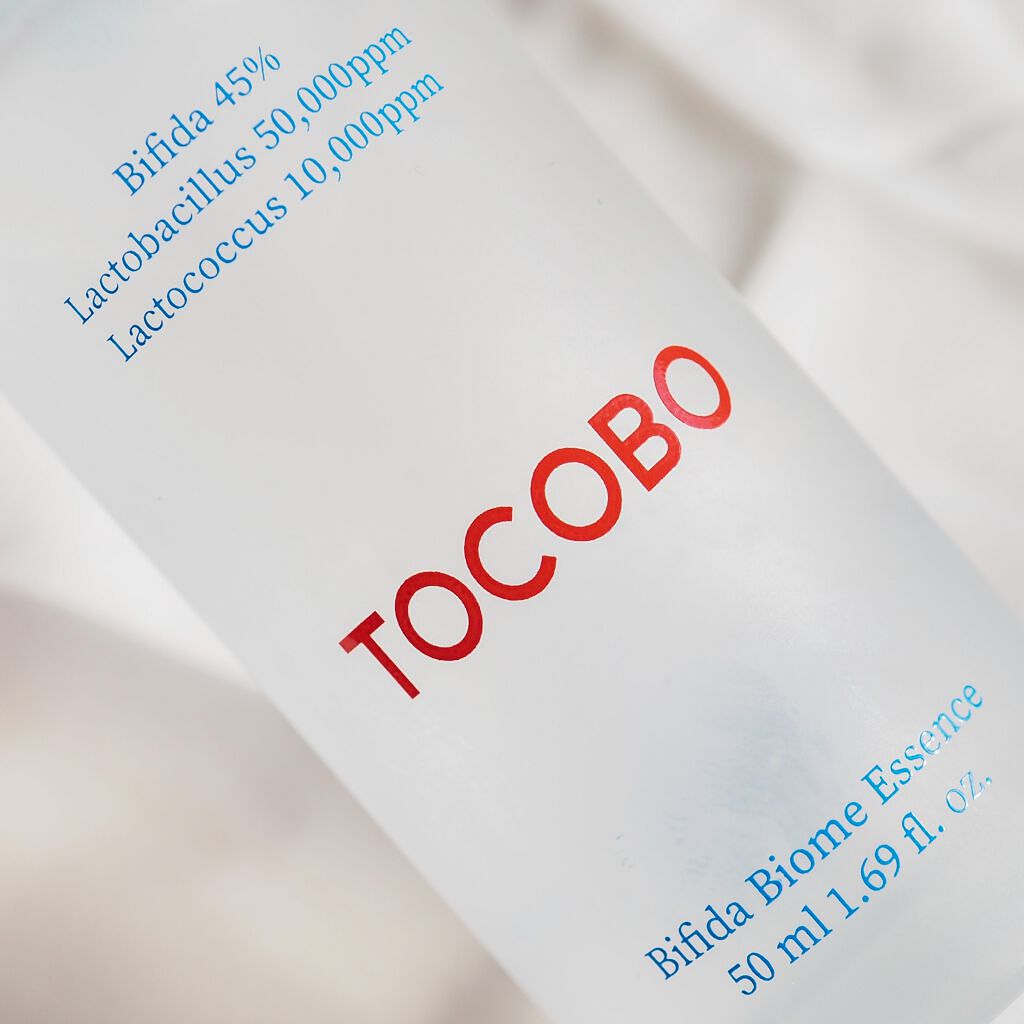 Bifida 45%
Lactobacillus 50,000ppm
Lactococcus 10,000ppm
TOCOBO
Bifida Biome Essence
50 ml 1.69 fl. oz.